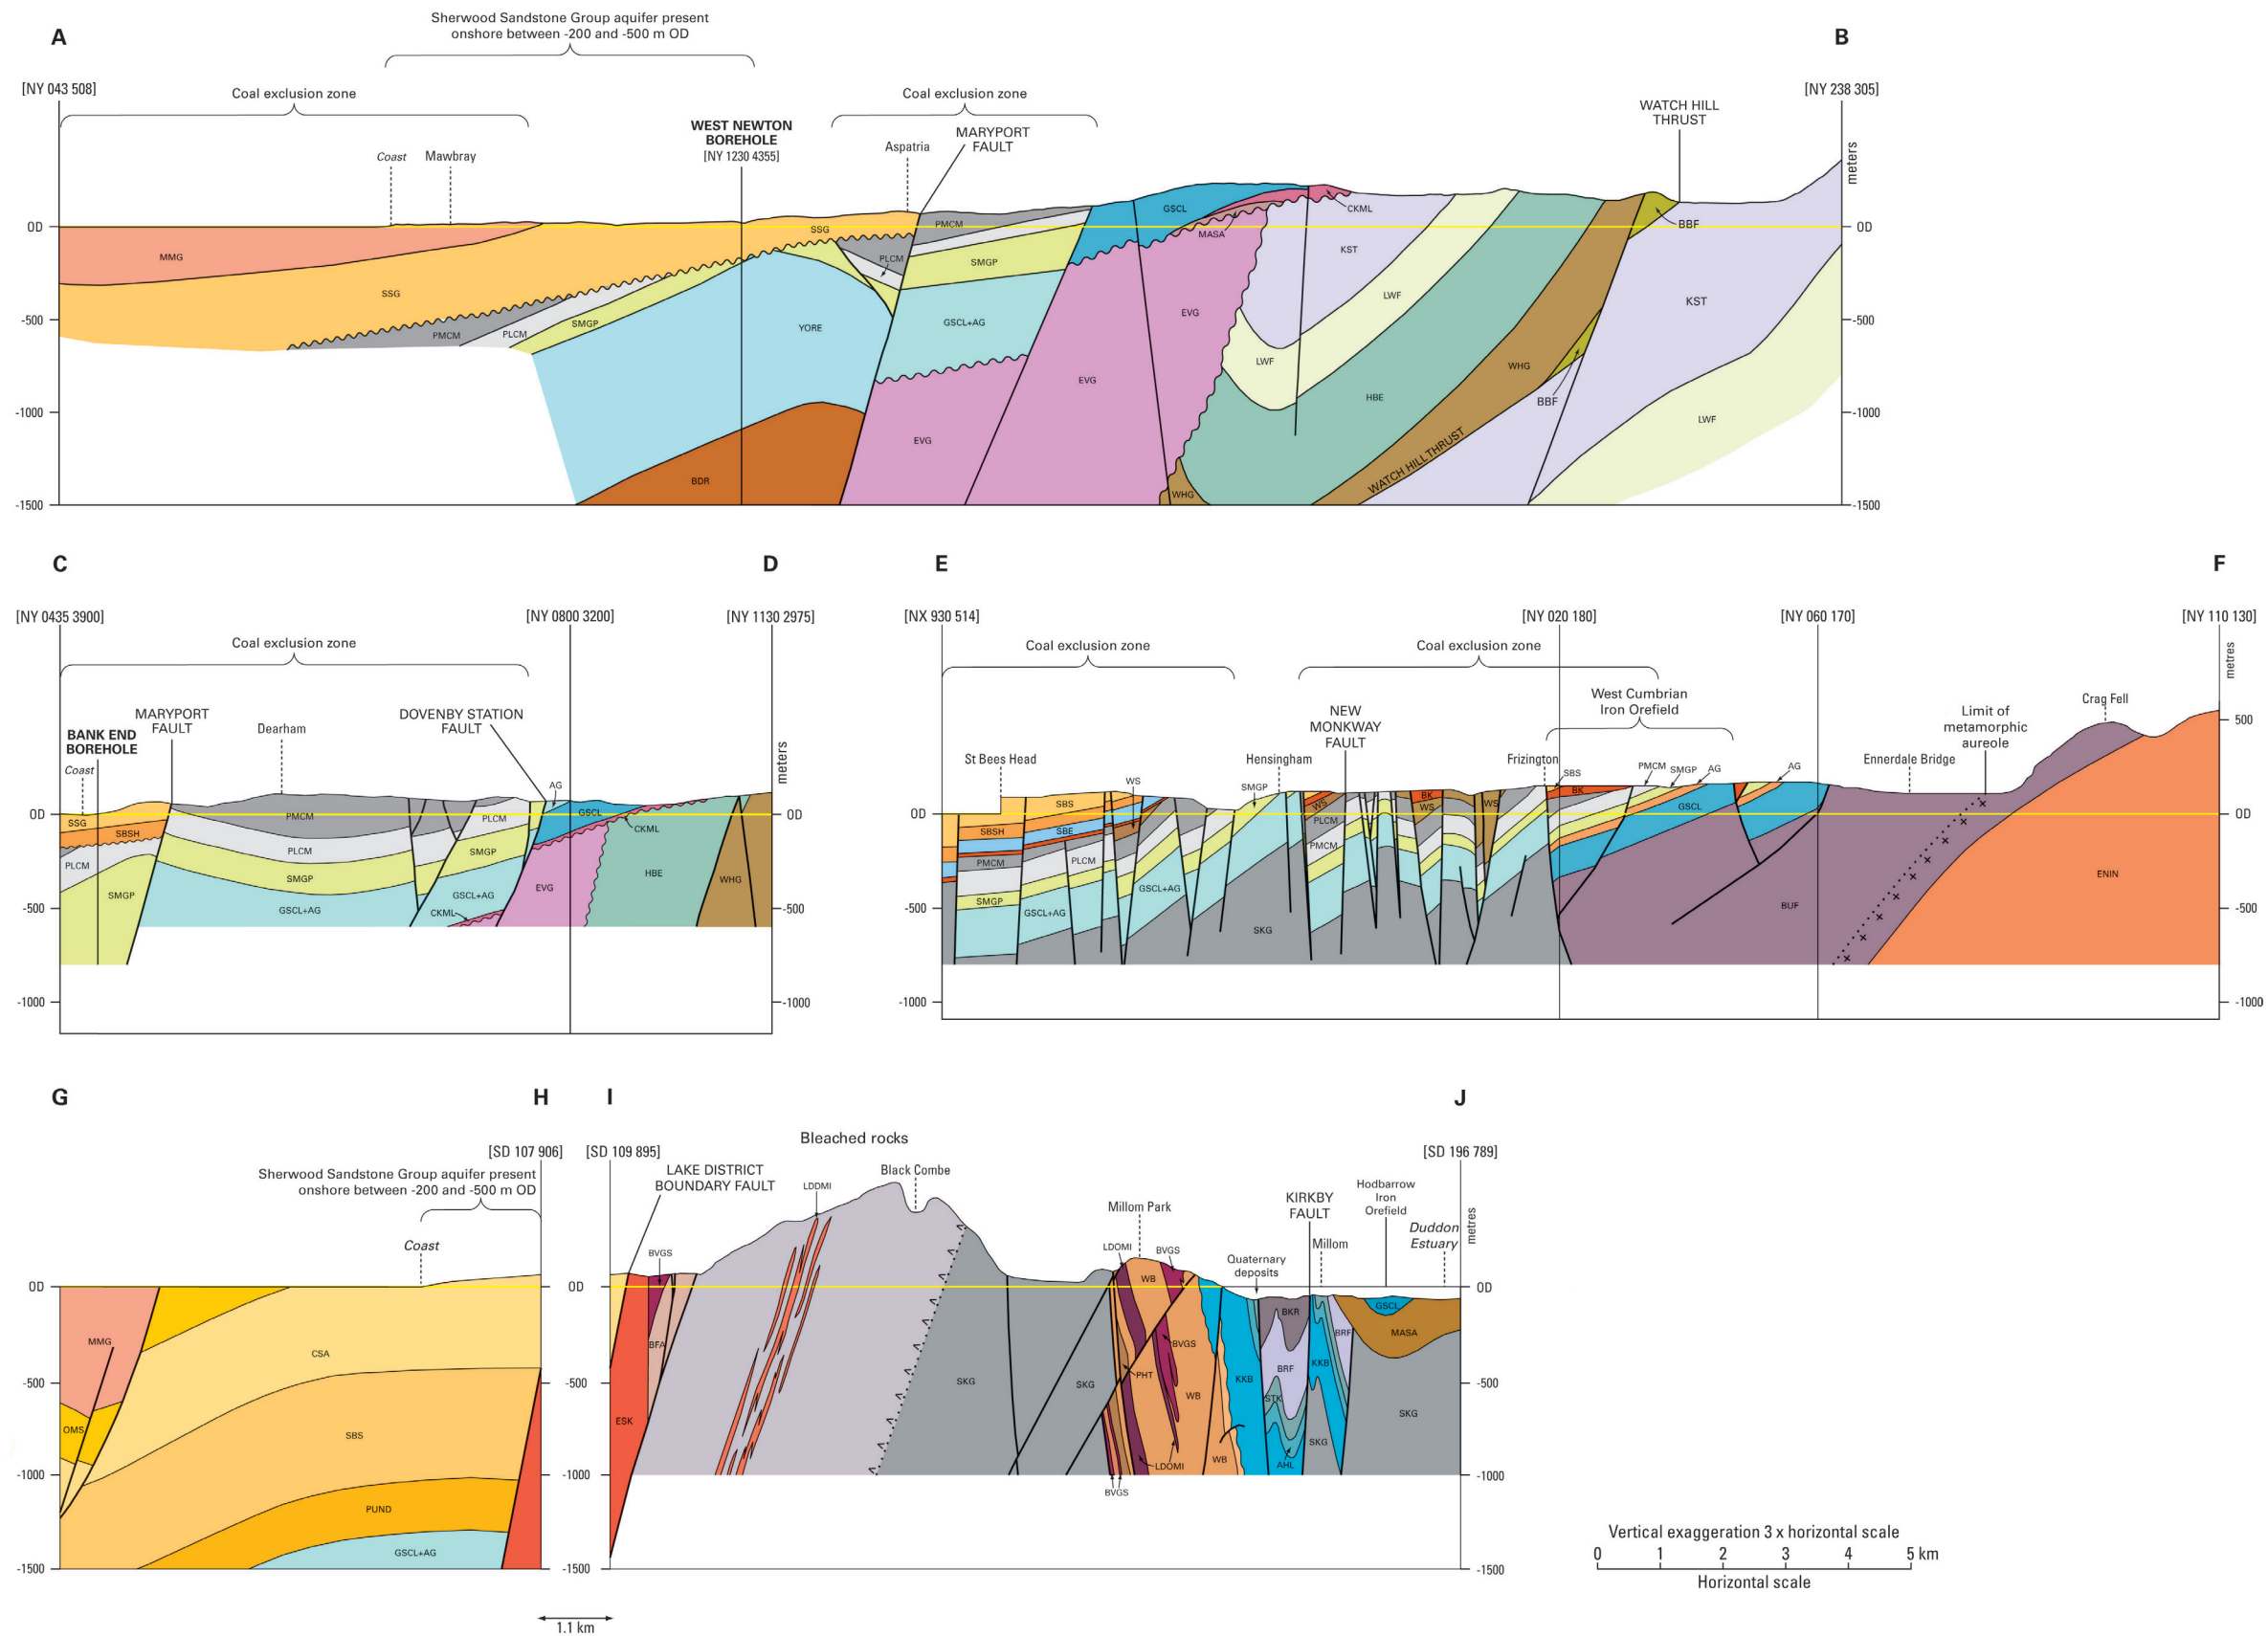 Sherwood Sandstone Group aquifer present
onshore between -200 and -500 m OD
A
B
[NY 043 508]
[NY 238 305]
Coal exclusion zone
Coal exclusion zone
WATCH HILL
THRUST
WEST NEWTON
BOREHOLE
[NY 1230 4355]
MARYPORT
FAULT
Coast
Mawbray
Aspatria
meters
OD
OD
MMG
SSG
SSG
PMCM
PLCM
SMGP
YORE
BDR
PLCM
PMCM
SMGP
GSCL+AG
EVG
EVG
EVG
GSCL
MASA
CKML
KST
LWF
LWF
HBE
WHG
WHG
BBF
BBF
WATCH HILL THRUST
KST
LWF
-500
-500
-1000
-1000
-1500
-1500
C
D
[NY 0435 3900]
[NY 0800 3200]
[NY 1130 2975]
Coal exclusion zone
MARYPORT
FAULT
Dearham
DOVENBY STATION
FAULT
BANK END
BOREHOLE
Coast
AG
meters
OD
OD
SSG
SBSH
PLCM
SMGP
PMCM
PLCM
SMGP
GSCL+AG
PLCM
SMGP
GSCL+AG
CKML
GSCL
CKML
EVG
HBE
WHG
-500
-500
-1000
-1000
E
F
[NX 930 514]
[NY 020 180]
[NY 060 170]
[NY 110 130]
Coal exclusion zone
Coal exclusion zone
West Cumbrian
Iron Orefield
NEW
MONKWAY
FAULT
Limit of
metamorphic
aureole
Crag Fell
St Bees Head
Hensingham
Frizington
Ennerdale Bridge
WS
SMGP
SBS
PMCM
SMGP
AG
AG
metres
500
OD
OD
SBS
SBSH
SBE
PMCM
PLCM
SMGP
GSCL+AG
GSCL+AG
WS
PLCM
PMCM
BK
WS
WS
BK
GSCL
SKG
BUF
ENIN
-500
-500
-1000
-1000
G
H
[SD 107 906]
Sherwood Sandstone Group aquifer present
onshore between -200 and -500 m OD
Coast
OD
OD
MMG
OMS
CSA
SBS
PUND
GSCL+AG
-500
-500
-1000
-1000
-1500
-1500
1.1 km
I
J
[SD 109 895]
[SD 196 789]
Bleached rocks
LAKE DISTRICT
BOUNDARY FAULT
LDDMI
Black Combe
Millom Park
KIRKBY
FAULT
Hodbarrow
Iron
Orefield
Duddon
Estuary
BVGS
LDOMI
BVGS
Quaternary
deposits
Millom
metres
OD
ESK
BFA
SKG
SKG
PHT
WB
BVGS
WB
WB
LDOMI
BVGS
KKB
BKR
BRF
STK
AHL
KKB
BRF
SKG
GSCL
MASA
SKG
-500
-1000
-1500
Vertical exaggeration 3 x horizontal scale
0 1 2 3 4 5 km
Horizontal scale